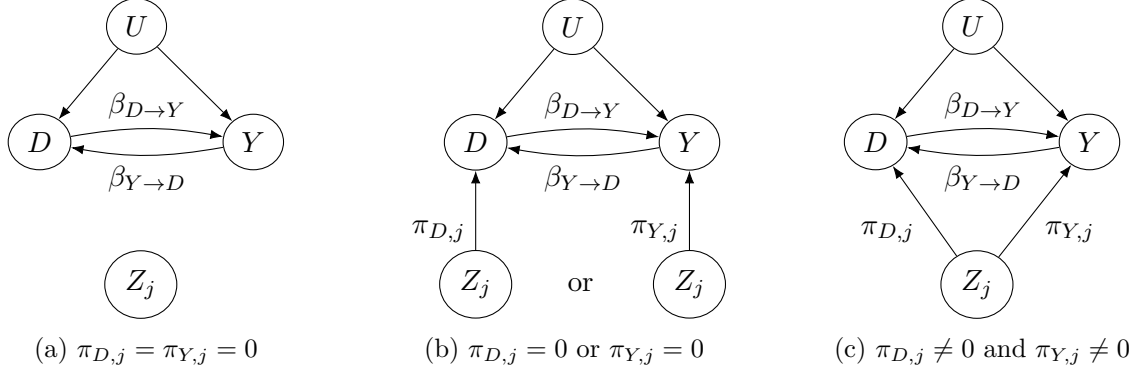 U
D
β_{D→Y}
Y
β_{Y→D}
Z_j
(a) π_{D,j} = π_{Y,j} = 0
U
D
β_{D→Y}
Y
β_{Y→D}
π_{D,j}
π_{Y,j}
Z_j or Z_j
(b) π_{D,j} = 0 or π_{Y,j} = 0
U
D
β_{D→Y}
Y
β_{Y→D}
π_{D,j}
π_{Y,j}
Z_j
(c) π_{D,j} ≠ 0 and π_{Y,j} ≠ 0